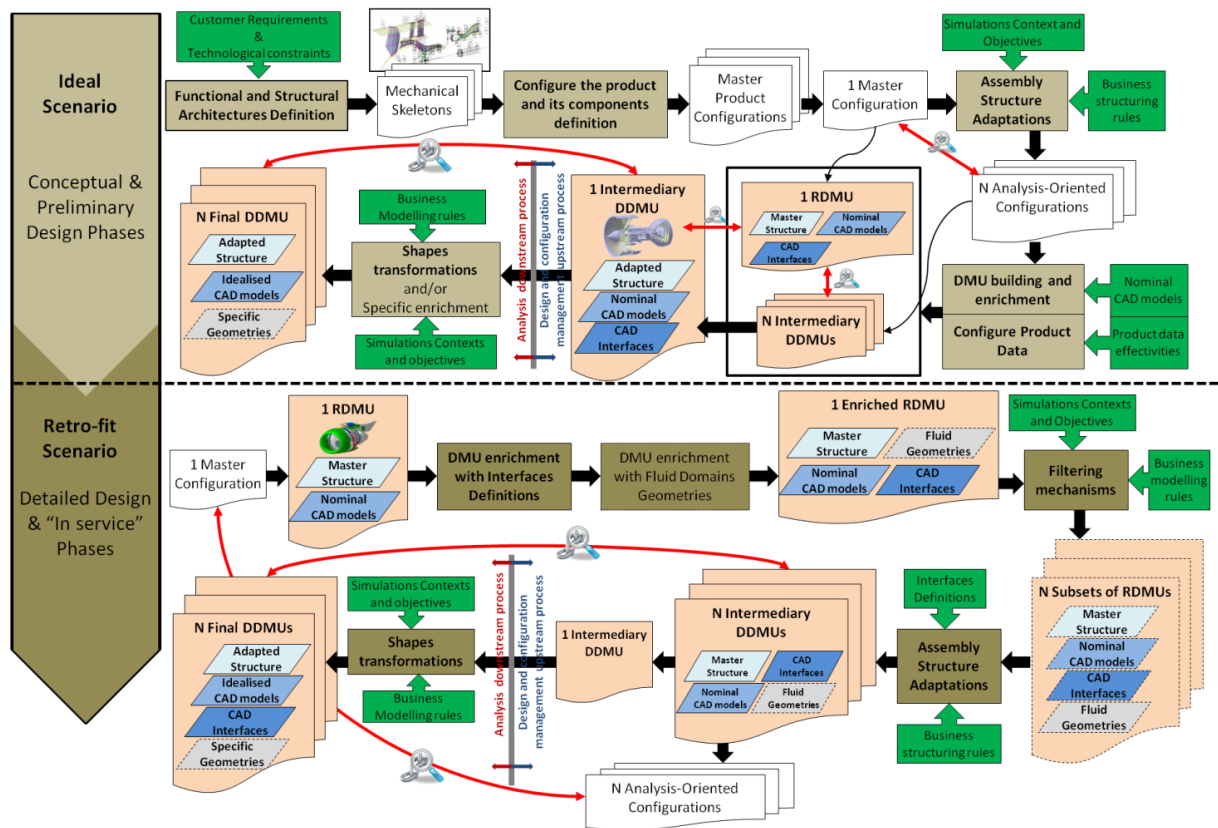 Ideal
Scenario
Conceptual &
Preliminary
Design Phases
Customer Requirements
&
Technological constraints
Functional and Structural
Architectures Definition
Mechanical
Skeletons
Configure the product
and its components
definition
Master
Product
Configurations
1 Master
Configuration
Simulations Context and
Objectives
Assembly
Structure
Adaptations
Business
structuring
rules
N Analysis-Oriented
Configurations
DMU building and
enrichment
Configure Product
Data
Nominal
CAD models
Product data
effectivities
1 RDMU
Master
Structure
Nominal
CAD models
CAD
Interfaces
N Intermediary
DDMUs
1 Intermediary
DDMU
Adapted
Structure
Nominal
CAD models
CAD
Interfaces
Analysis downstream process
Design and configuration
management upstream process
Business
Modelling rules
Shapes
transformations
and/or
Specific enrichment
Simulations Contexts
and objectives
N Final DDMU
Adapted
Structure
Idealised
CAD models
Specific
Geometries
Retro-fit
Scenario
Detailed Design
& “In service”
Phases
1 Master
Configuration
1 RDMU
Master
Structure
Nominal
CAD models
DMU enrichment
with Interfaces
Definitions
DMU enrichment
with Fluid Domains
Geometries
1 Enriched RDMU
Master
Structure
Fluid
Geometries
Nominal
CAD models
CAD
Interfaces
Simulations Contexts
and Objectives
Filtering
mechanisms
Business
modelling
rules
N Subsets of RDMUs
Master
Structure
Nominal
CAD models
CAD
Interfaces
Fluid
Geometries
Interfaces
Definitions
Assembly
Structure
Adaptations
Business
structuring rules
N Intermediary
DDMUs
Master
Structure
CAD
Interfaces
Nominal
CAD models
Fluid
Geometries
1 Intermediary
DDMU
Analysis downstream process
Design and configuration
management upstream process
Simulations Contexts
and objectives
Shapes
transformations
Business
Modelling rules
N Final DDMUs
Adapted
Structure
Idealised
CAD models
CAD
Interfaces
Specific
Geometries
N Analysis-Oriented
Configurations